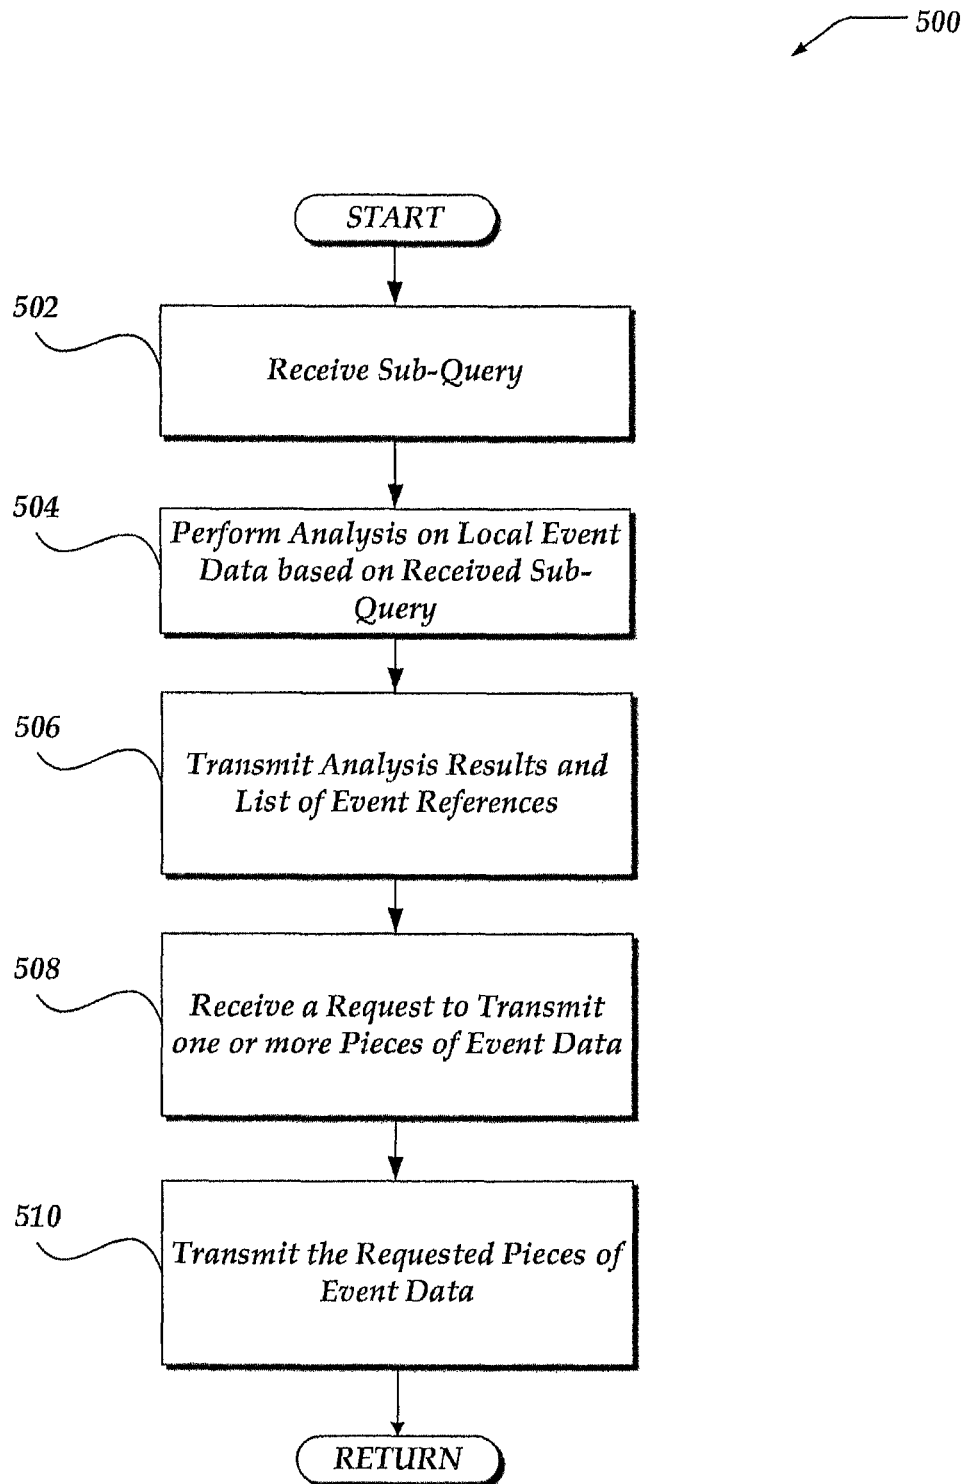 500
START
502
Receive Sub-Query
504
Perform Analysis on Local Event
Data based on Received Sub-
Query
506
Transmit Analysis Results and
List of Event References
508
Receive a Request to Transmit
one or more Pieces of Event Data
510
Transmit the Requested Pieces of
Event Data
RETURN